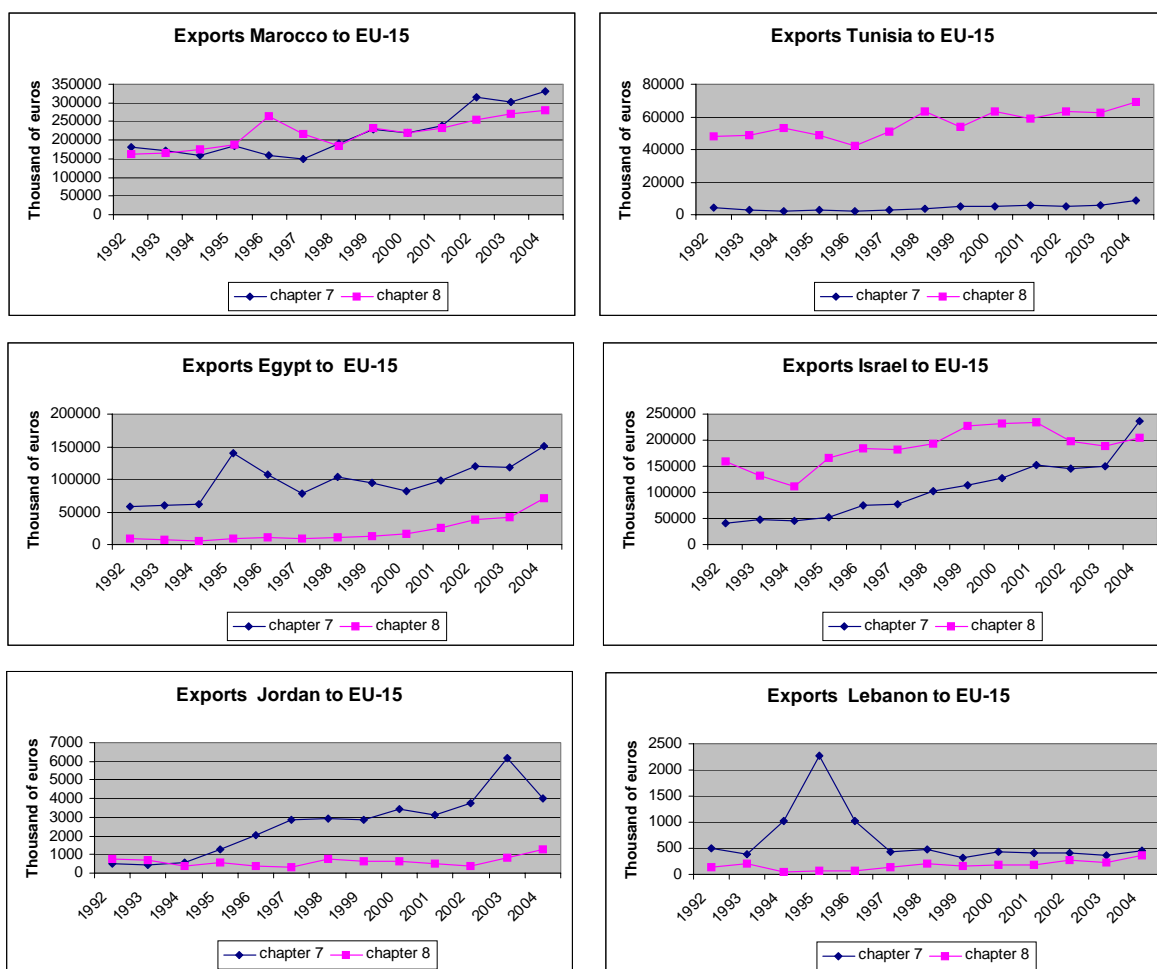 Exports Marocco to EU-15
Thousand of euros
350000
300000
250000
200000
150000
100000
50000
0
1992 1993 1994 1995 1996 1997 1998 1999 2000 2001 2002 2003 2004
chapter 7 chapter 8
Exports Tunisia to EU-15
Thousand of euros
80000
60000
40000
20000
0
1992 1993 1994 1995 1996 1997 1998 1999 2000 2001 2002 2003 2004
chapter 7 chapter 8
Exports Egypt to EU-15
Thousand of euros
200000
150000
100000
50000
0
1992 1993 1994 1995 1996 1997 1998 1999 2000 2001 2002 2003 2004
chapter 7 chapter 8
Exports Israel to EU-15
Thousand of euros
250000
200000
150000
100000
50000
0
1992 1993 1994 1995 1996 1997 1998 1999 2000 2001 2002 2003 2004
chapter 7 chapter 8
Exports Jordan to EU-15
Thousand of euros
7000
6000
5000
4000
3000
2000
1000
0
1992 1993 1994 1995 1996 1997 1998 1999 2000 2001 2002 2003 2004
chapter 7 chapter 8
Exports Lebanon to EU-15
Thousand of euros
2500
2000
1500
1000
500
0
1992 1993 1994 1995 1996 1997 1998 1999 2000 2001 2002 2003 2004
chapter 7 chapter 8